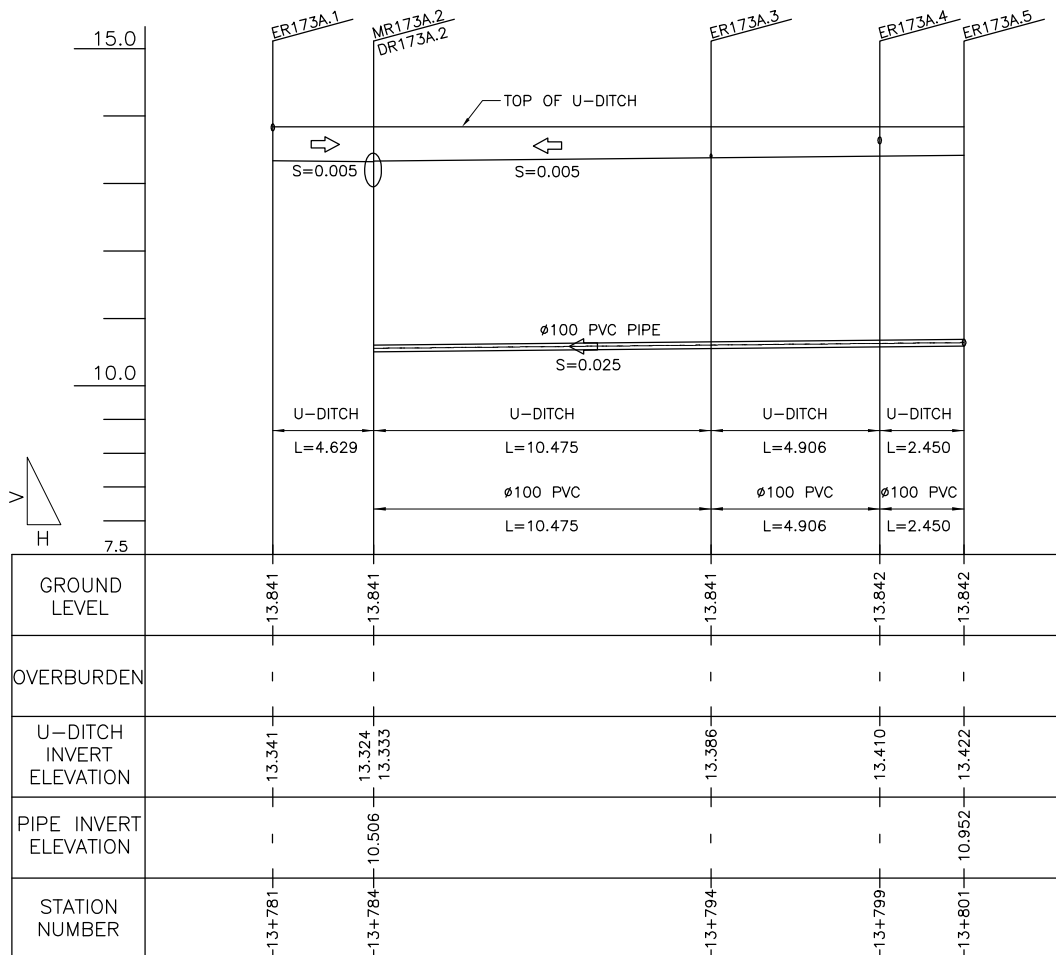 ER173A.1
MR173A.2
DR173A.2
ER173A.3
ER173A.4
ER173A.5
15.0
TOP OF U-DITCH
S=0.005
S=0.005
ø100 PVC PIPE
S=0.025
10.0
U-DITCH
U-DITCH
U-DITCH
U-DITCH
L=4.629
L=10.475
L=4.906
L=2.450
ø100 PVC
ø100 PVC
ø100 PVC
L=10.475
L=4.906
L=2.450
V
H
7.5
GROUND
LEVEL
13.841
13.841
13.841
13.842
13.842
OVERBURDEN
-
-
-
-
-
U-DITCH
INVERT
ELEVATION
13.341
13.324
13.333
13.386
13.410
13.422
PIPE INVERT
ELEVATION
-
10.506
-
-
10.952
STATION
NUMBER
13+781
13+784
13+794
13+799
13+801